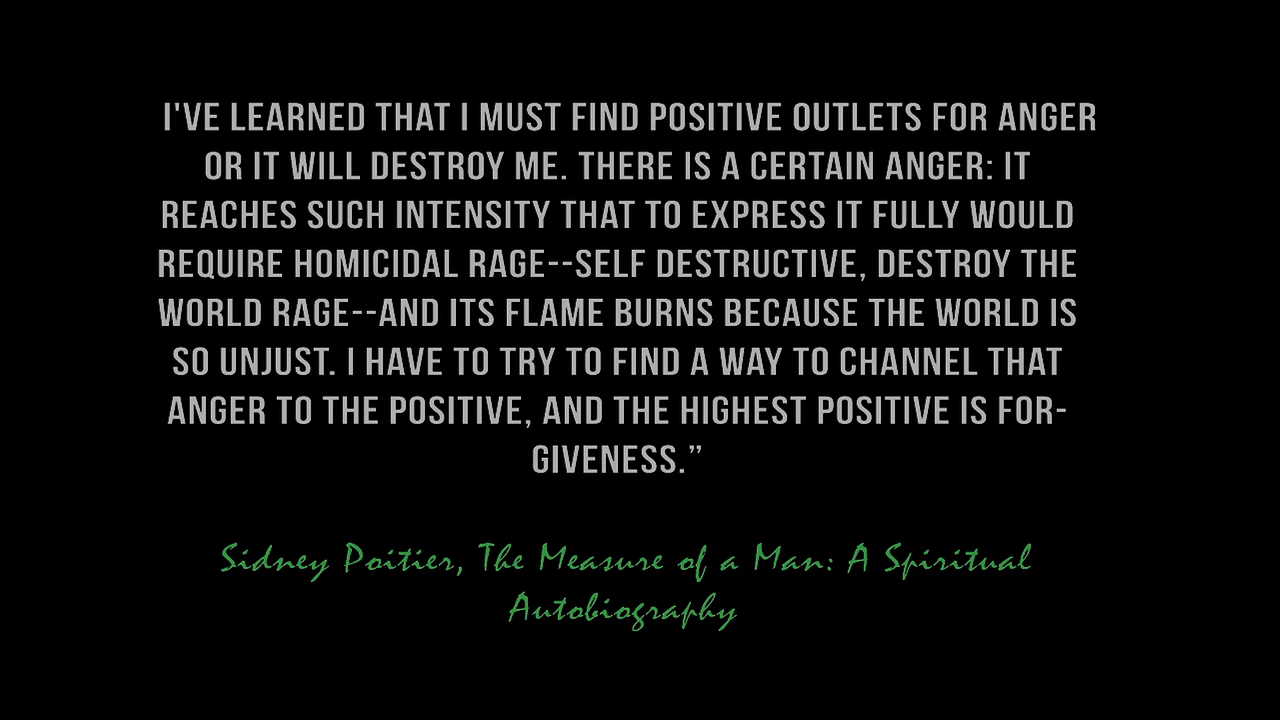 I'VE LEARNED THAT I MUST FIND POSITIVE OUTLETS FOR ANGER
OR IT WILL DESTROY ME. THERE IS A CERTAIN ANGER: IT
REACHES SUCH INTENSITY THAT TO EXPRESS IT FULLY WOULD
REQUIRE HOMICIDAL RAGE--SELF DESTRUCTIVE, DESTROY THE
WORLD RAGE--AND ITS FLAME BURNS BECAUSE THE WORLD IS
SO UNJUST. I HAVE TO TRY TO FIND A WAY TO CHANNEL THAT
ANGER TO THE POSITIVE, AND THE HIGHEST POSITIVE IS FOR-
GIVENESS.”
Sidney Poitier, The Measure of a Man: A Spiritual
Autobiography